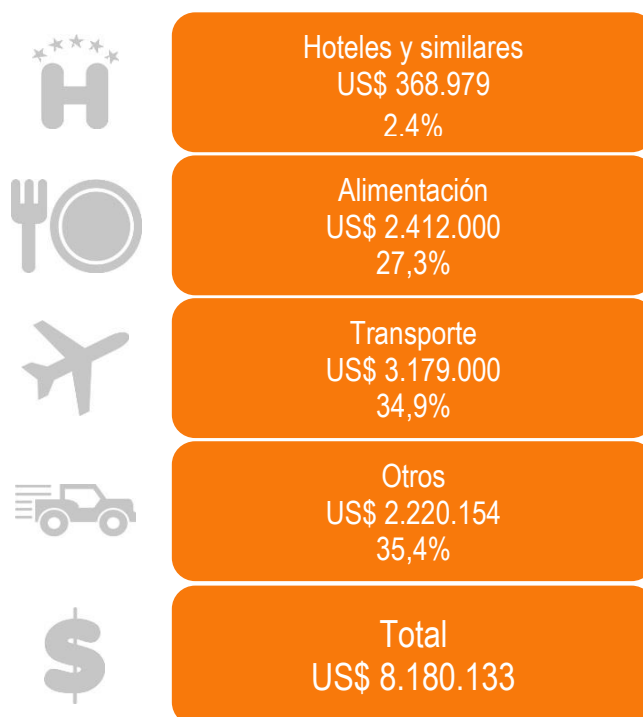 Hoteles y similares
US$ 368.979
2.4%
Alimentación
US$ 2.412.000
27,3%
Transporte
US$ 3.179.000
34,9%
Otros
US$ 2.220.154
35,4%
Total
US$ 8.180.133